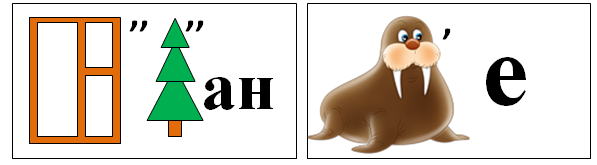 ” ” ан ’ е